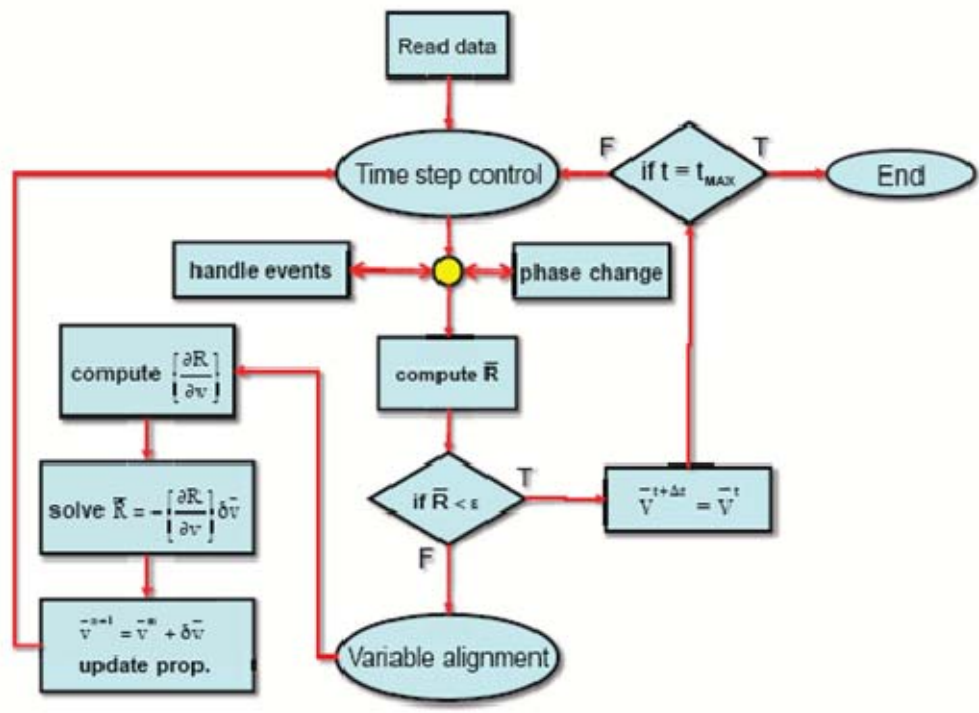 Read data
Time step control
F
if t = tMAX
T
End
handle events
phase change
compute R̄
compute [∂R/∂v]
if R̄ < ε
T
F
V̄ t+Δt = V̄ t
solve R̄ = -[∂R/∂v] δv̄
δv̄
update prop.
Variable alignment